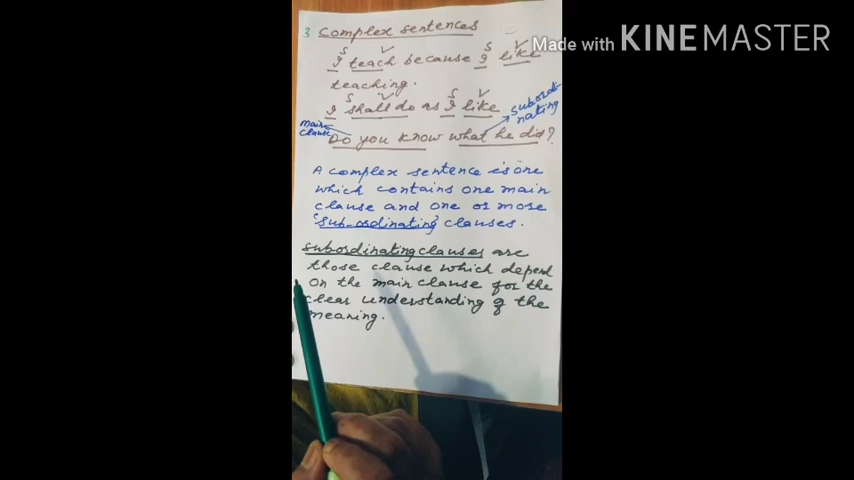 Made with KINEMASTER
3 Complex sentences
S V S V
I teach because I like
teaching.
S V S V
I shall do as I like
subordi
nating
main
clause
Do you know what he did?
A complex sentence is one
which contains one main
clause and one or more
'sub-ordinating' clauses.
subordinating clauses are
those clause which depend
on the main clause for the
clear understanding of the
meaning.